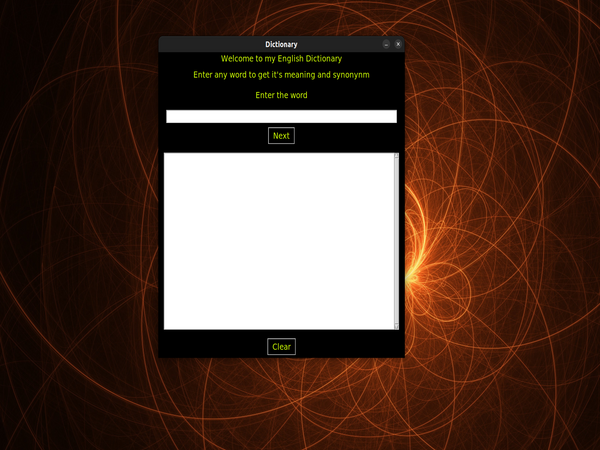 Dictionary
Welcome to my English Dictionary
Enter any word to get it's meaning and synonynm
Enter the word
Next
Clear